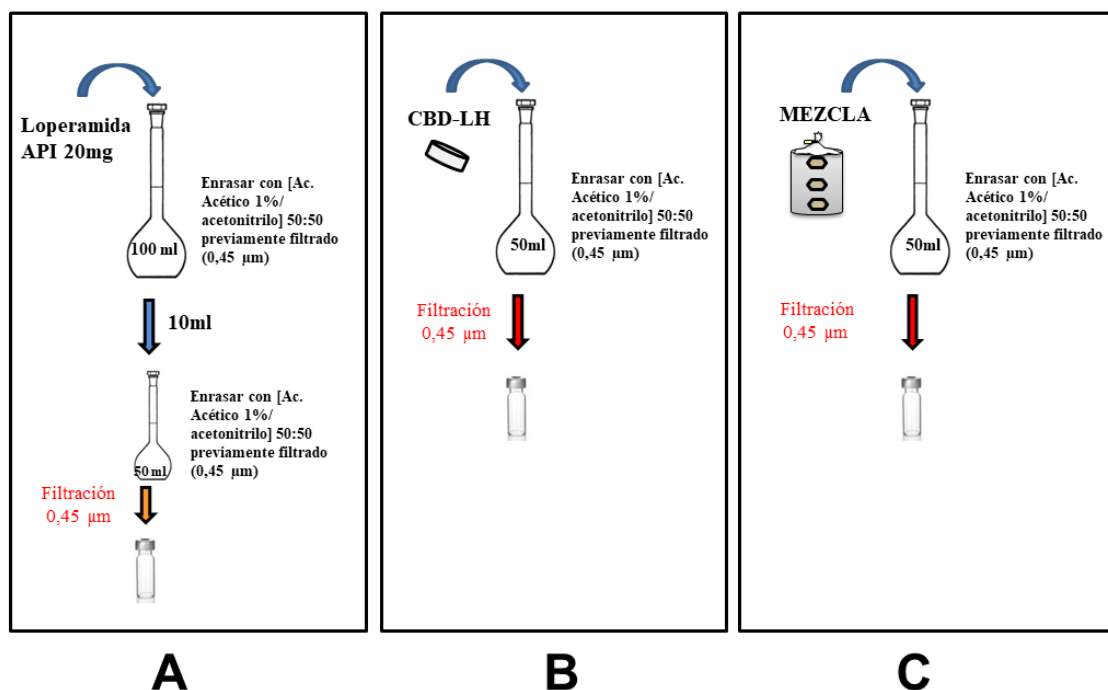 Loperamida
API 20mg
100 ml
Enrasar con [Ac.
Acético 1%/
acetonitrilo] 50:50
previamente filtrado
(0,45 µm)
10ml
50 ml
Enrasar con [Ac.
Acético 1%/
acetonitrilo] 50:50
previamente filtrado
(0,45 µm)
Filtración
0,45 µm
A
CBD-LH
50ml
Enrasar con [Ac.
Acético 1%/
acetonitrilo] 50:50
previamente filtrado
(0,45 µm)
Filtración
0,45 µm
B
MEZCLA
50ml
Enrasar con [Ac.
Acético 1%/
acetonitrilo] 50:50
previamente filtrado
(0,45 µm)
Filtración
0,45 µm
C